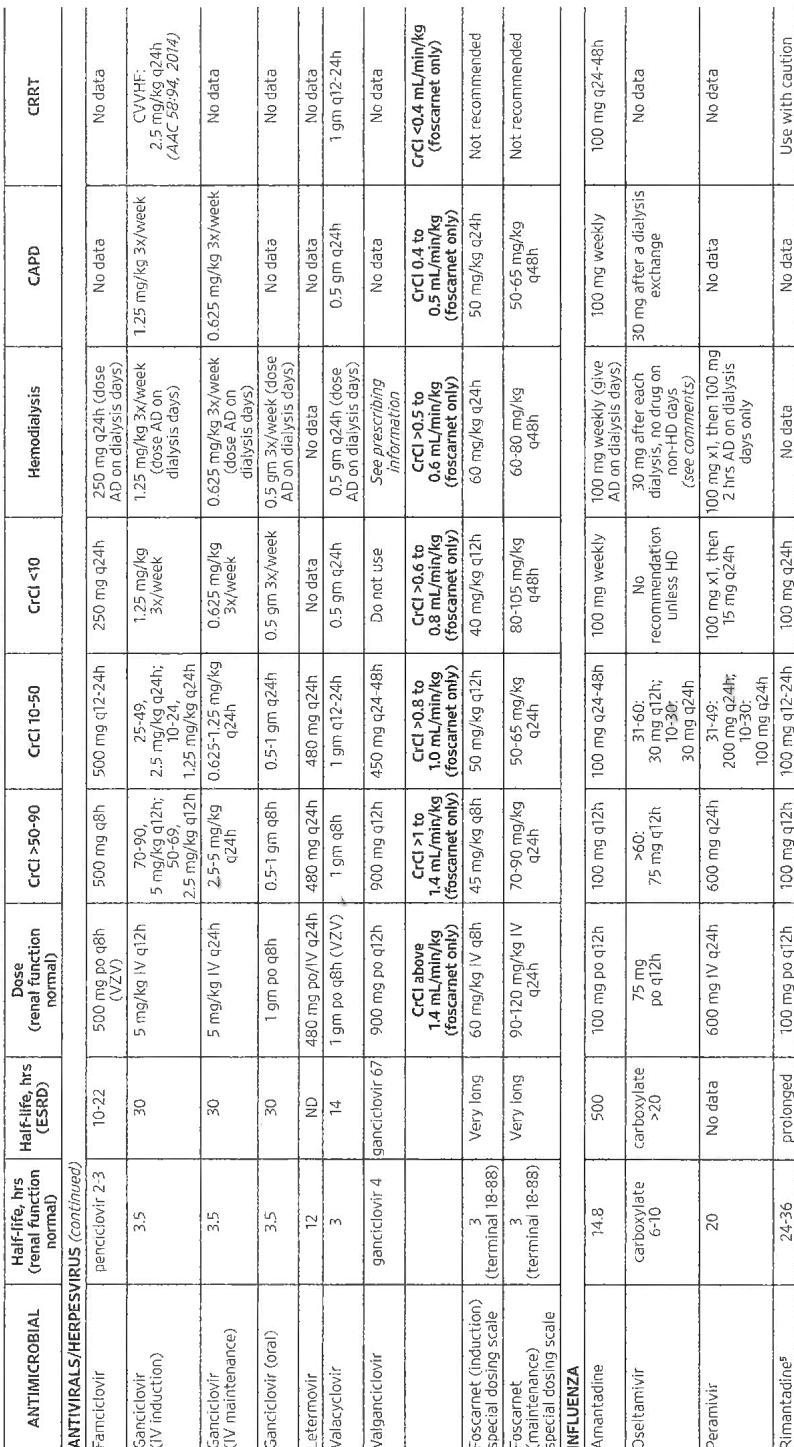 ANTIMICROBIAL
Half-life, hrs
(renal function
normal)
Half-life, hrs
(ESRD)
Dose
(renal function
normal)
CrCl >50-90
CrCl 10-50
CrCl <10
Hemodialysis
CAPD
CRRT
ANTIVIRALS/HERPESVIRUS (continued)
Famciclovir
penciclovir 2-3
10-22
500 mg po q8h
(VZV)
500 mg q8h
500 mg q12-24h
250 mg q24h
250 mg q24h (dose
AD on dialysis days)
No data
No data
Ganciclovir
(IV induction)
3.5
30
5 mg/kg IV q12h
70-90,
5 mg/kg q12h;
50-69,
2.5 mg/kg q12h
25-49,
2.5 mg/kg q24h;
10-24,
1.25 mg/kg q24h
1.25 mg/kg
3x/week
1.25 mg/kg 3x/week
(dose AD on
dialysis days)
1.25 mg/kg 3x/week
CVVHF:
2.5 mg/kg q24h
(AAC 58:94, 2014)
Ganciclovir
(IV maintenance)
3.5
30
5 mg/kg IV q24h
2.5-5 mg/kg
q24h
0.625-1.25 mg/kg
q24h
0.625 mg/kg
3x/week
0.625 mg/kg 3x/week
(dose AD on
dialysis days)
0.625 mg/kg 3x/week
No data
Ganciclovir (oral)
3.5
30
1 gm po q8h
0.5-1 gm q8h
0.5-1 gm q24h
0.5 gm 3x/week
0.5 gm 3x/week (dose
AD on dialysis days)
No data
No data
Letermovir
12
ND
480 mg po/IV q24h
480 mg q24h
480 mg q24h
No data
No data
No data
No data
Valacyclovir
3
14
1 gm po q8h (VZV)
1 gm q8h
1 gm q12-24h
0.5 gm q24h
0.5 gm q24h (dose
AD on dialysis days)
0.5 gm q24h
1 gm q12-24h
Valganciclovir
ganciclovir 4
ganciclovir 67
900 mg po q12h
900 mg q12h
450 mg q24-48h
Do not use
See prescribing
information
No data
No data
CrCl above
1.4 mL/min/kg
(foscarnet only)
CrCl >1 to
1.4 mL/min/kg
(foscarnet only)
CrCl >0.8 to
1.0 mL/min/kg
(foscarnet only)
CrCl >0.6 to
0.8 mL/min/kg
(foscarnet only)
CrCl >0.5 to
0.6 mL/min/kg
(foscarnet only)
CrCl 0.4 to
0.5 mL/min/kg
(foscarnet only)
CrCl <0.4 mL/min/kg
(foscarnet only)
Foscarnet (induction)
special dosing scale
3
(terminal 18-88)
Very long
60 mg/kg IV q8h
45 mg/kg q8h
50 mg/kg q12h
40 mg/kg q12h
60 mg/kg q24h
50 mg/kg q24h
Not recommended
Foscarnet
(maintenance)
special dosing scale
3
(terminal 18-88)
Very long
90-120 mg/kg IV
q24h
70-90 mg/kg
q24h
50-65 mg/kg
q24h
80-105 mg/kg
q48h
60-80 mg/kg
q48h
50-65 mg/kg
q48h
Not recommended
INFLUENZA
Amantadine
14.8
500
100 mg po q12h
100 mg q12h
100 mg q24-48h
100 mg weekly
100 mg weekly (give
AD on dialysis days)
100 mg weekly
100 mg q24-48h
Oseltamivir
carboxylate
6-10
carboxylate
>20
75 mg
po q12h
>60:
75 mg q12h
31-60:
30 mg q12h;
10-30:
30 mg q24h
No
recommendation
unless HD
30 mg after each
dialysis, no drug on
non-HD days
(see comments)
30 mg after a dialysis
exchange
No data
Peramivir
20
No data
600 mg IV q24h
600 mg q24h
31-49:
200 mg q24h;
10-30:
100 mg q24h
100 mg x1, then
15 mg q24h
100 mg x1, then 100 mg
2 hrs AD on dialysis
days only
No data
No data
Rimantadine⁵
24-36
prolonged
100 mg po q12h
100 mg q12h
100 mg q12-24h
100 mg q24h
No data
No data
Use with caution